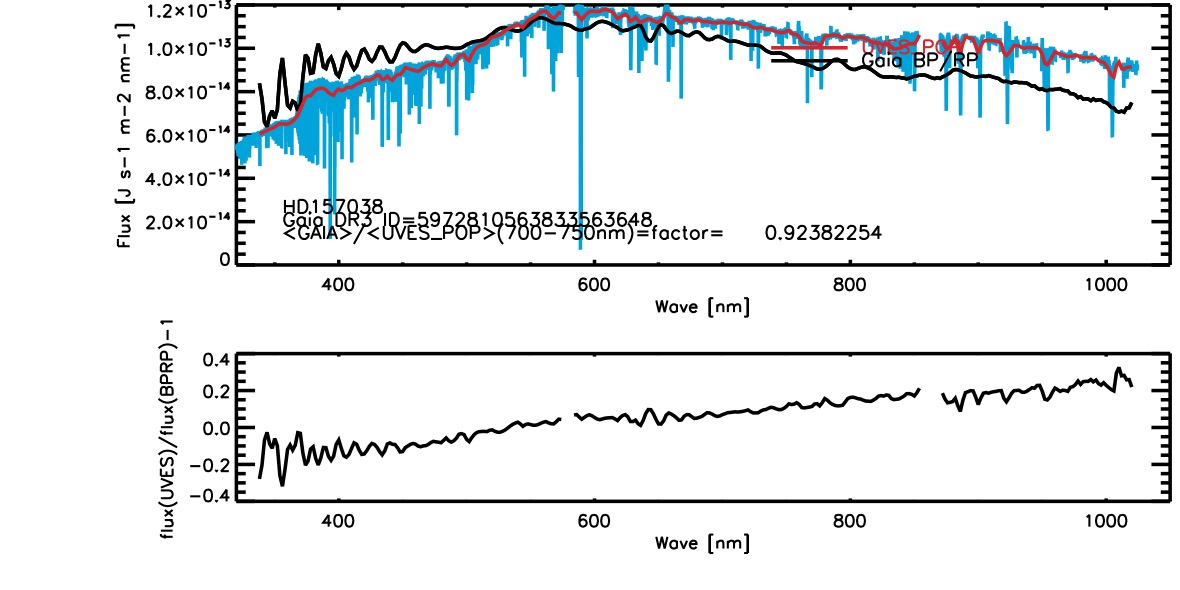 1.2×10−13
1.0×10−13
8.0×10−14
6.0×10−14
4.0×10−14
2.0×10−14
0
Flux [J s−1 m−2 nm−1]
UVES_POP
Gaia BP/RP
HD157038
Gaia DR3 ID=5972810563833563648
<GAIA>/<UVES_POP>(700−750nm)=factor= 0.92382254
400 600 800 1000
Wave [nm]
0.4
0.2
0.0
−0.2
−0.4
flux(UVES)/flux(BPRP)−1
400 600 800 1000
Wave [nm]